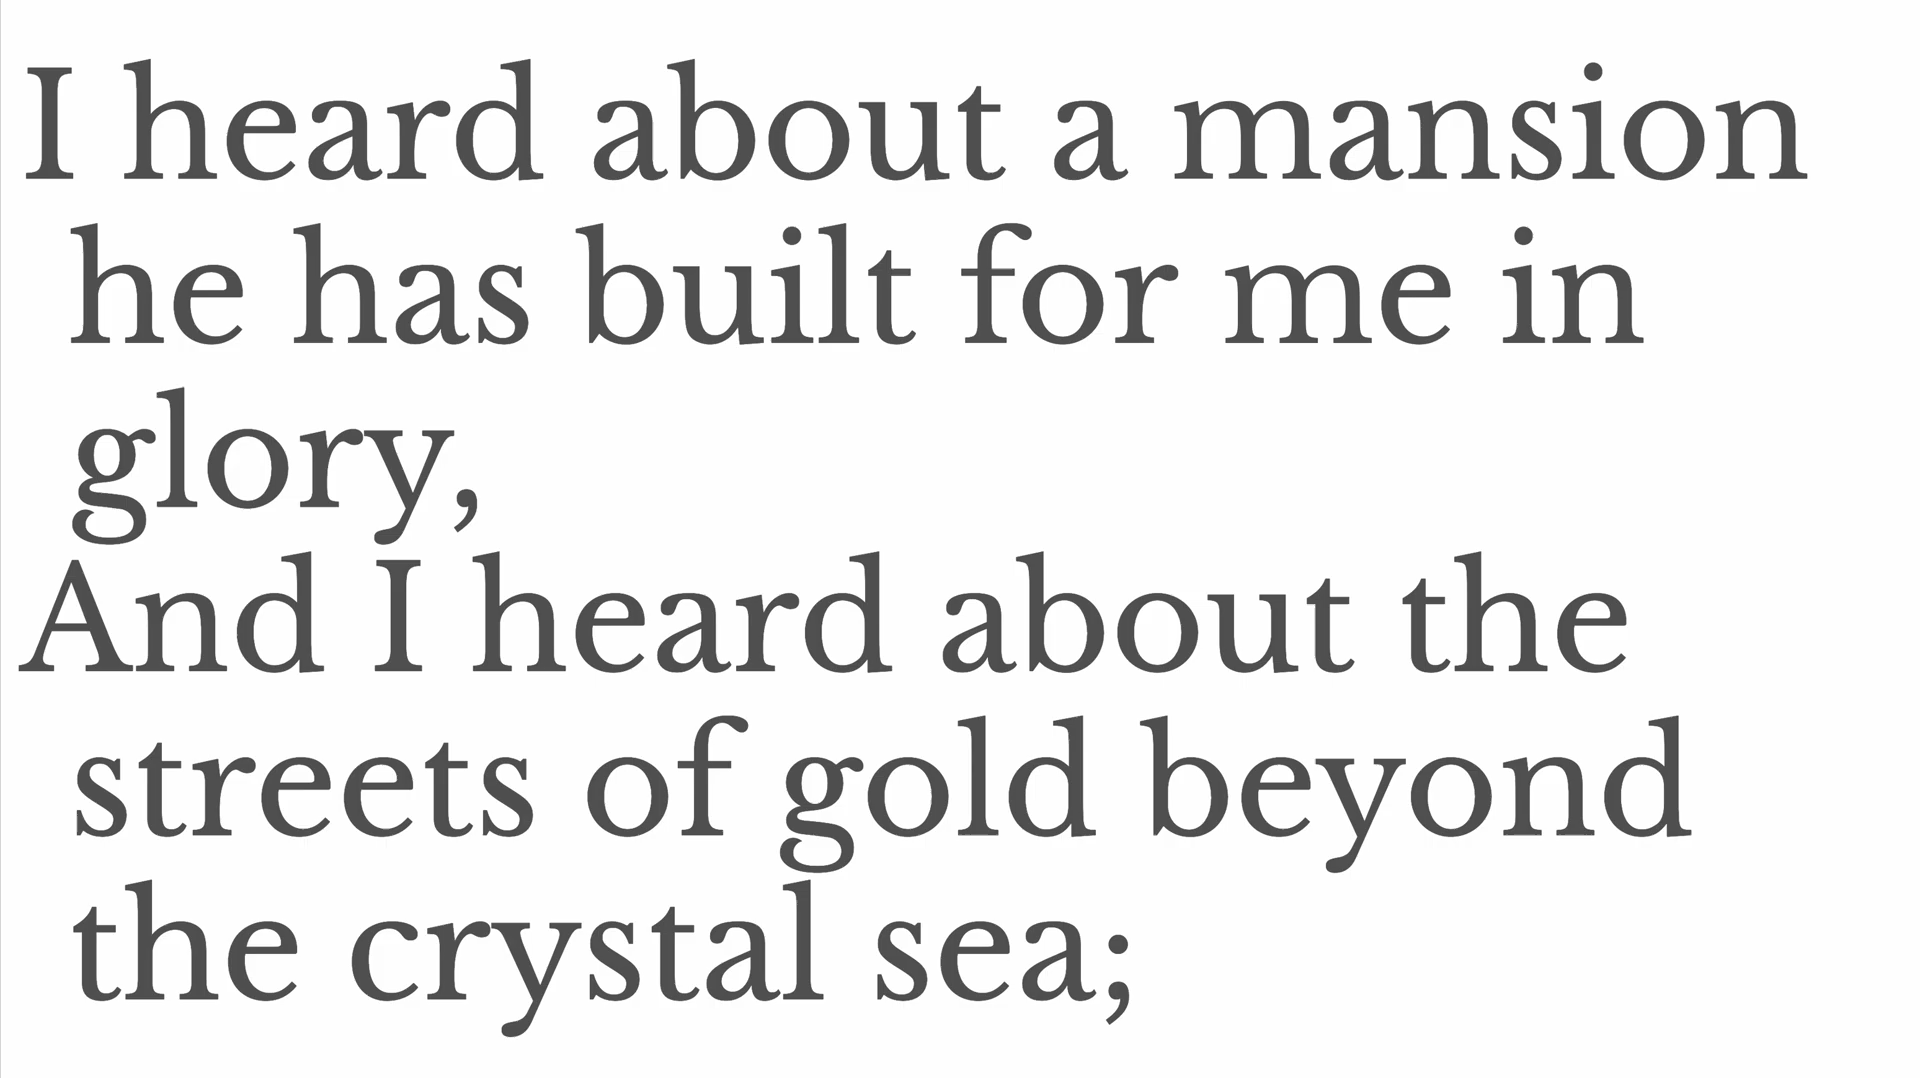 I heard about a mansion
he has built for me in
glory,
And I heard about the
streets of gold beyond
the crystal sea;